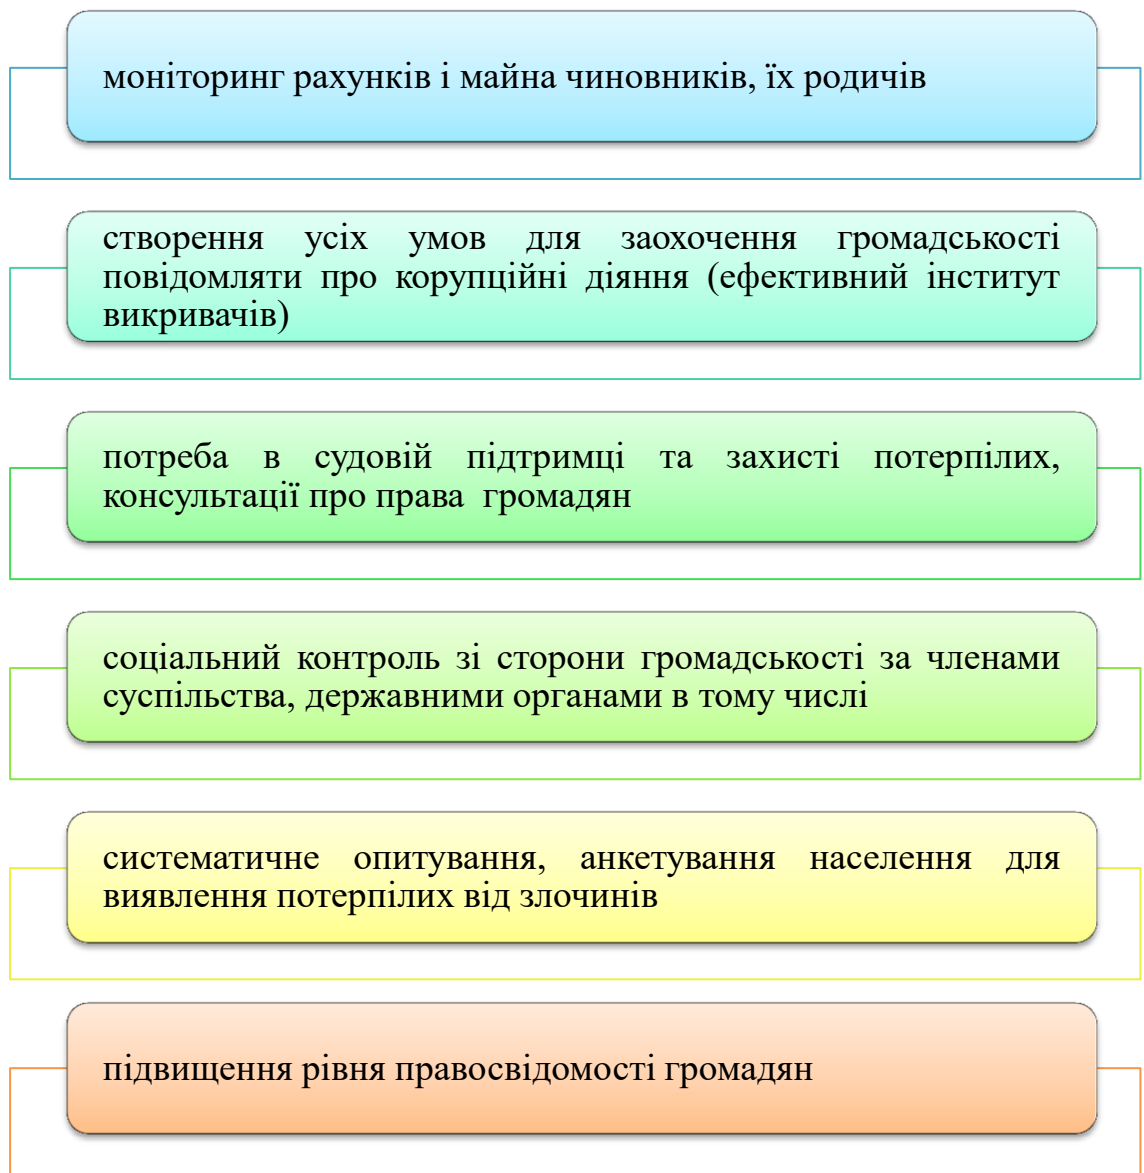 моніторинг рахунків і майна чиновників, їх родичів
створення усіх умов для заохочення громадськості
повідомляти про корупційні діяння (ефективний інститут
викривачів)
потреба в судовій підтримці та захисті потерпілих,
консультації про права громадян
соціальний контроль зі сторони громадськості за членами
суспільства, державними органами в тому числі
систематичне опитування, анкетування населення для
виявлення потерпілих від злочинів
підвищення рівня правосвідомості громадян